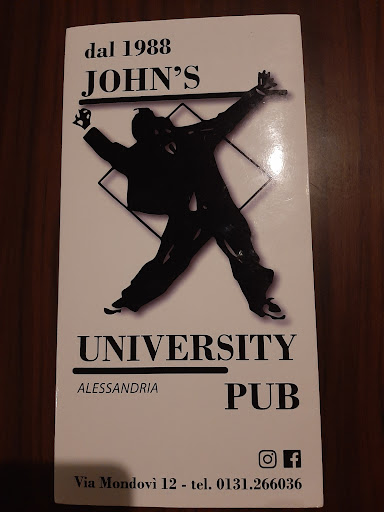 dal 1988
JOHN'S
UNIVERSITY
ALESSANDRIA
PUB
Via Mondovì 12 - tel. 0131.266036